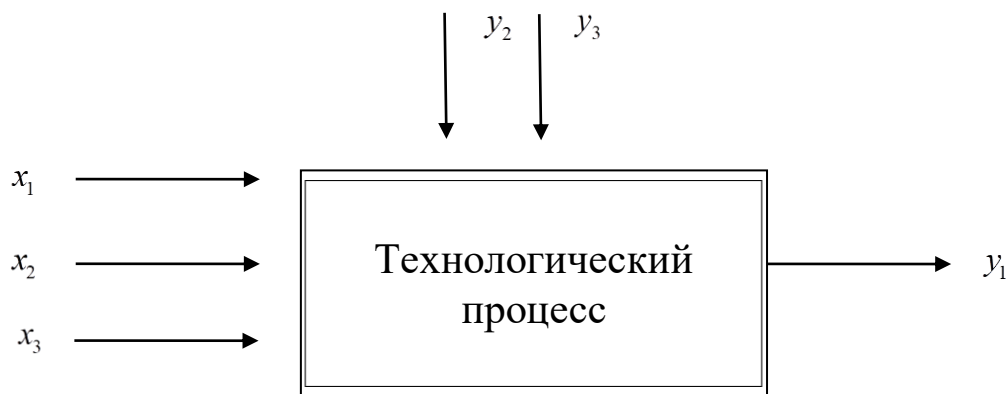 y₂ y₃
x₁
x₂
x₃
Технологический
процесс
y₁